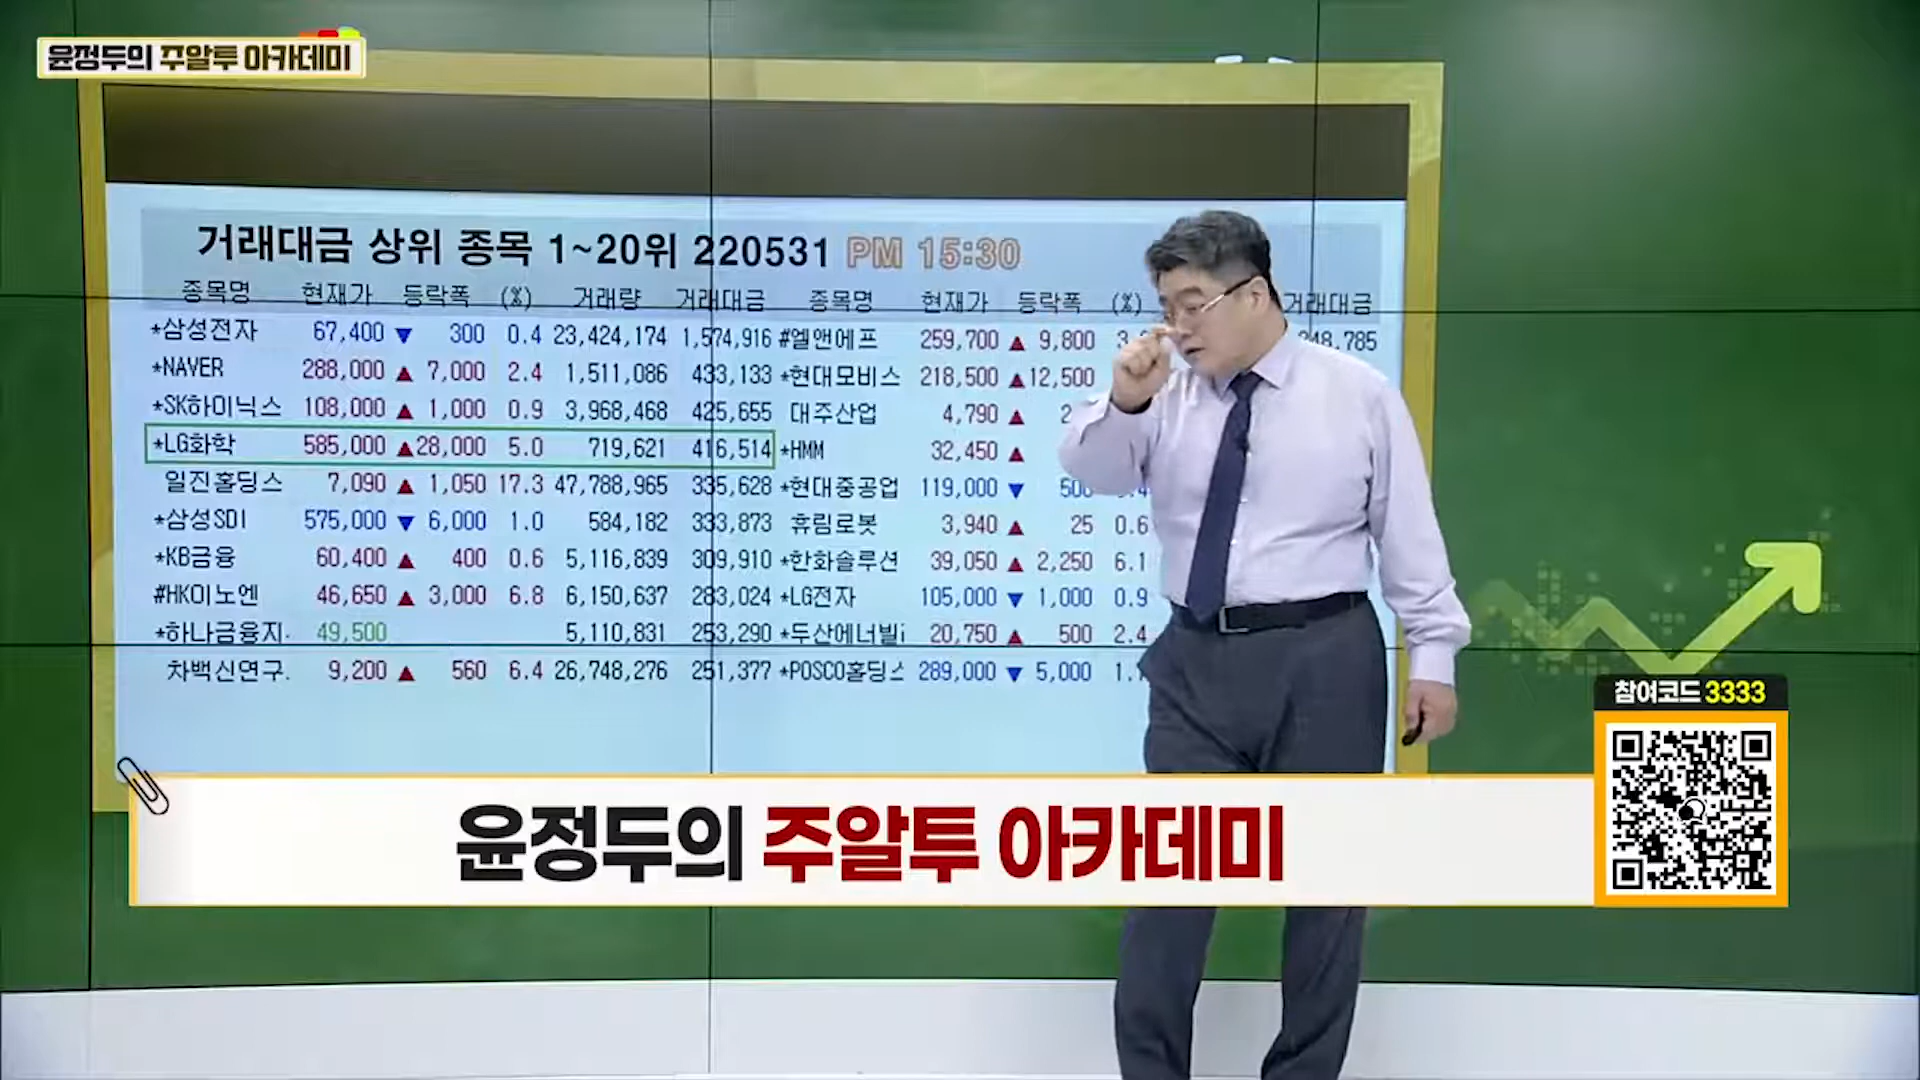 윤정두의 주알투 아카데미
거래대금 상위 종목 1~20위 220531 PM 15:30
종목명 현재가 등락폭 (%) 거래량 거래대금 종목명 현재가 등락폭 (%) 거래대금
*삼성전자 67,400 ▼ 300 0.4 23,424,174 1,574,916 #엘앤에프 259,700 ▲ 9,800 248,785
*NAVER 288,000 ▲ 7,000 2.4 1,511,086 433,133 *현대모비스 218,500 ▲12,500
*SK하이닉스 108,000 ▲ 1,000 0.9 3,968,468 425,655 대주산업 4,790 ▲
*LG화학 585,000 ▲28,000 5.0 719,621 416,514 *HMM 32,450 ▲
일진홀딩스 7,090 ▲ 1,050 17.3 47,788,965 335,628 *현대중공업 119,000 ▼ 500
*삼성SDI 575,000 ▼ 6,000 1.0 584,182 333,873 휴림로봇 3,940 ▲ 25 0.6
*KB금융 60,400 ▲ 400 0.6 5,116,839 309,910 *한화솔루션 39,050 ▲ 2,250 6.1
#HK이노엔 46,650 ▲ 3,000 6.8 6,150,637 283,024 *LG전자 105,000 ▼ 1,000 0.9
*하나금융지. 49,500 5,110,831 253,290 *두산에너빌 20,750 ▲ 500 2.4
차백신연구. 9,200 ▲ 560 6.4 26,748,276 251,377 *POSCO홀딩스 289,000 ▼ 5,000
참여코드 3333
윤정두의 주알투 아카데미